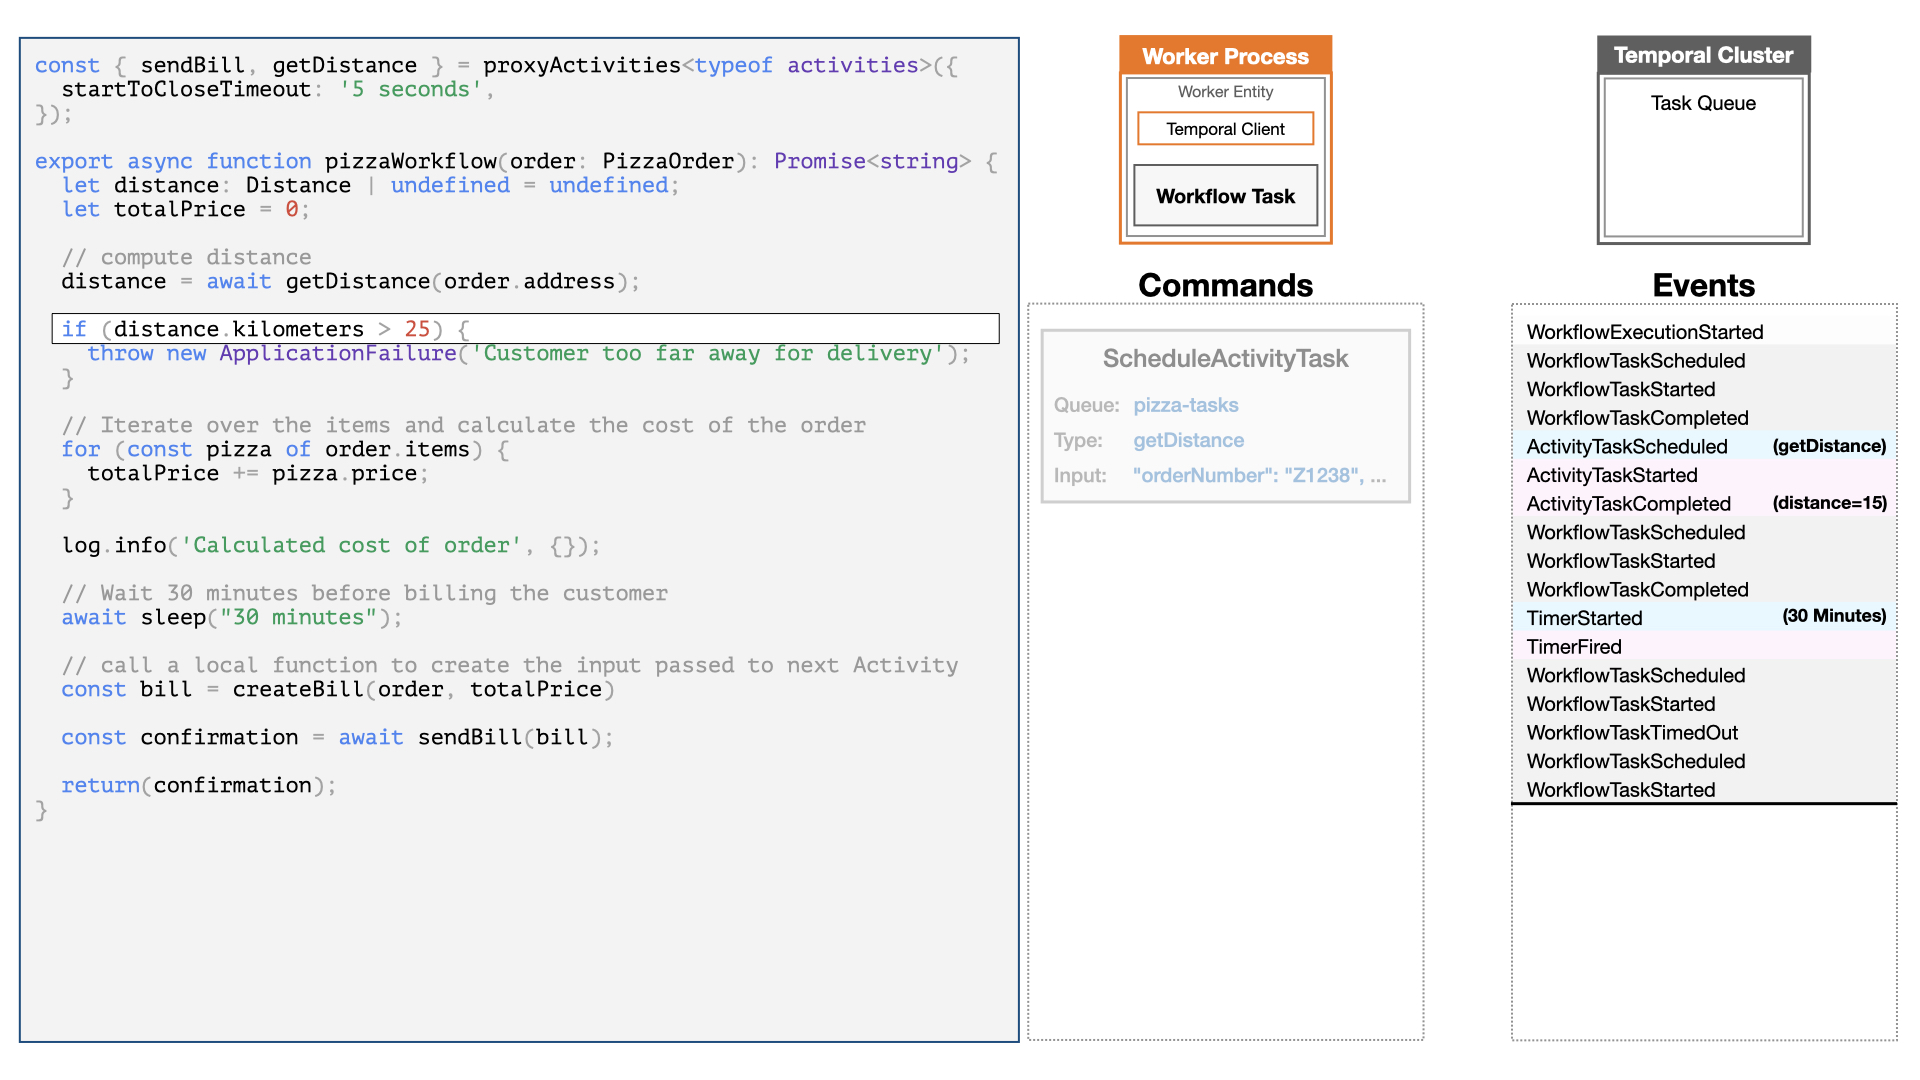 const { sendBill, getDistance } = proxyActivities<typeof activities>({
  startToCloseTimeout: '5 seconds',
});

export async function pizzaWorkflow(order: PizzaOrder): Promise<string> {
  let distance: Distance | undefined = undefined;
  let totalPrice = 0;

  // compute distance
  distance = await getDistance(order.address);

  if (distance.kilometers > 25) {
    throw new ApplicationFailure('Customer too far away for delivery');
  }

  // Iterate over the items and calculate the cost of the order
  for (const pizza of order.items) {
    totalPrice += pizza.price;
  }

  log.info('Calculated cost of order', {});

  // Wait 30 minutes before billing the customer
  await sleep("30 minutes");

  // call a local function to create the input passed to next Activity
  const bill = createBill(order, totalPrice)

  const confirmation = await sendBill(bill);

  return(confirmation);
}
Worker Process
Worker Entity
Temporal Client
Workflow Task
Commands
ScheduleActivityTask
Queue: pizza-tasks
Type: getDistance
Input: "orderNumber": "Z1238", ...
Temporal Cluster
Task Queue
Events
WorkflowExecutionStarted
WorkflowTaskScheduled
WorkflowTaskStarted
WorkflowTaskCompleted
ActivityTaskScheduled (getDistance)
ActivityTaskStarted
ActivityTaskCompleted (distance=15)
WorkflowTaskScheduled
WorkflowTaskStarted
WorkflowTaskCompleted
TimerStarted (30 Minutes)
TimerFired
WorkflowTaskScheduled
WorkflowTaskStarted
WorkflowTaskTimedOut
WorkflowTaskScheduled
WorkflowTaskStarted